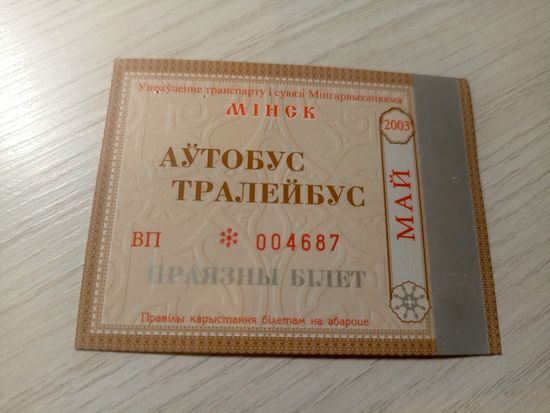 Упраўленне транспарту і сувязі Мінгарвыканкама
МІНСК
2003
АЎТОБУС
ТРАЛЕЙБУС
МАЙ
ВП * 004687
ПРАЯЗНЫ БІЛЕТ
Правілы карыстання білетам на абароце